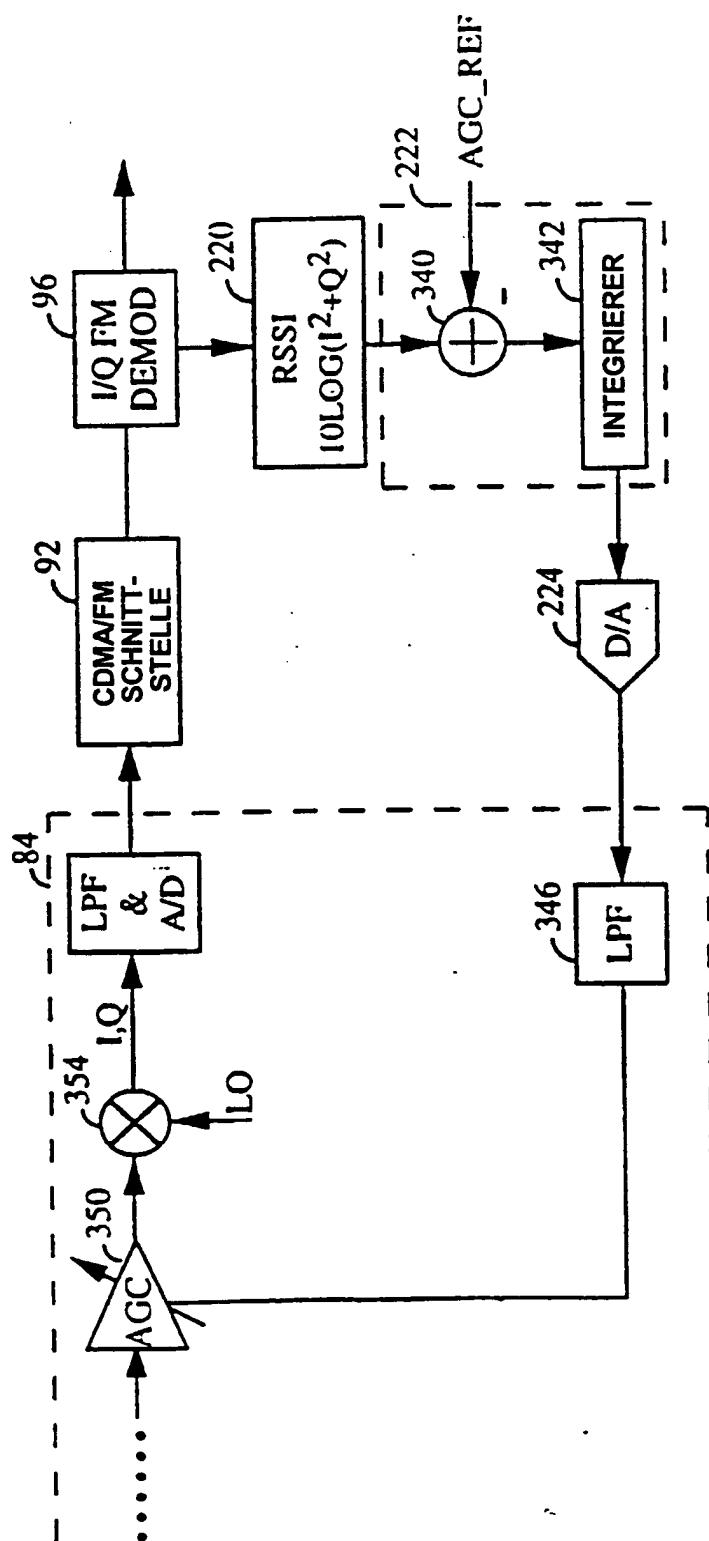 84
350
AGC
354
LO
I,Q
LPF
&
A/D
92
CDMA/FM
SCHNITT-
STELLE
96
I/Q FM
DEMOD
220
RSSI
10LOG(I²+Q²)
222
340
+
-
AGC_REF
342
INTEGRIERER
224
D/A
346
LPF